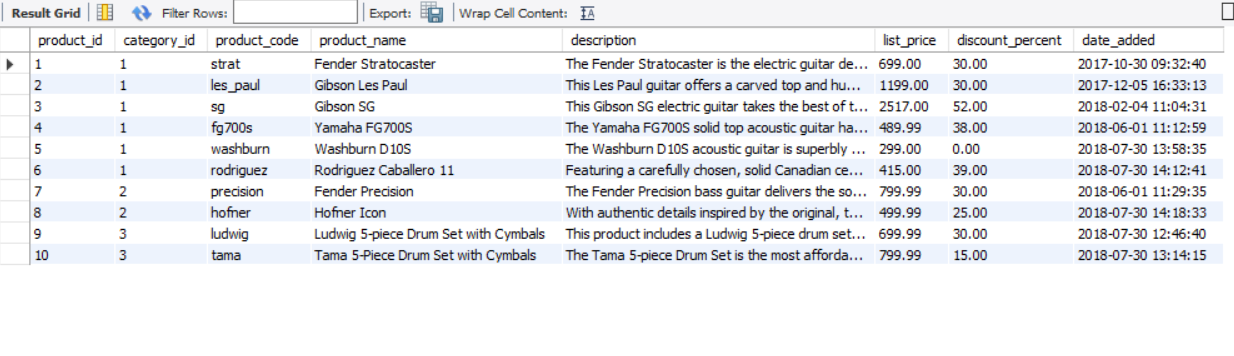 Result Grid Filter Rows: Export: Wrap Cell Content:
product_id category_id product_code product_name description list_price discount_percent date_added
1 1 strat Fender Stratocaster The Fender Stratocaster is the electric guitar de... 699.00 30.00 2017-10-30 09:32:40
2 1 les_paul Gibson Les Paul This Les Paul guitar offers a carved top and hu... 1199.00 30.00 2017-12-05 16:33:13
3 1 sg Gibson SG This Gibson SG electric guitar takes the best of t... 2517.00 52.00 2018-02-04 11:04:31
4 1 fg700s Yamaha FG700S The Yamaha FG700S solid top acoustic guitar ha... 489.99 38.00 2018-06-01 11:12:59
5 1 washburn Washburn D10S The Washburn D10S acoustic guitar is superbly ... 299.00 0.00 2018-07-30 13:58:35
6 1 rodriguez Rodriguez Caballero 11 Featuring a carefully chosen, solid Canadian ce... 415.00 39.00 2018-07-30 14:12:41
7 2 precision Fender Precision The Fender Precision bass guitar delivers the so... 799.99 30.00 2018-06-01 11:29:35
8 2 hofner Hofner Icon With authentic details inspired by the original, t... 499.99 25.00 2018-07-30 14:18:33
9 3 ludwig Ludwig 5-piece Drum Set with Cymbals This product includes a Ludwig 5-piece drum set... 699.99 30.00 2018-07-30 12:46:40
10 3 tama Tama 5-Piece Drum Set with Cymbals The Tama 5-piece Drum Set is the most afforda... 799.99 15.00 2018-07-30 13:14:15